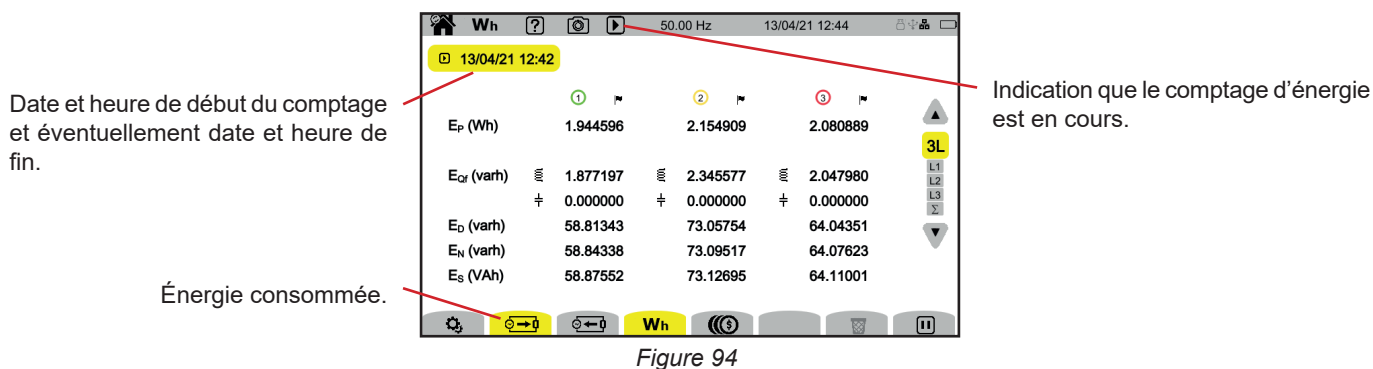 Wh ? 50.00 Hz 13/04/21 12:44
13/04/21 12:42
Date et heure de début du comptage
et éventuellement date et heure de
fin.
Indication que le comptage d'énergie
est en cours.
1 2 3
EP (Wh) 1.944596 2.154909 2.080889
EQf (varh) 1.877197 2.345577 2.047980
0.000000 0.000000 0.000000
ED (varh) 58.81343 73.05754 64.04351
EN (varh) 58.84338 73.09517 64.07623
ES (VAh) 58.87552 73.12695 64.11001
3L
L1
L2
L3
Σ
Énergie consommée.
Wh $
Figure 94